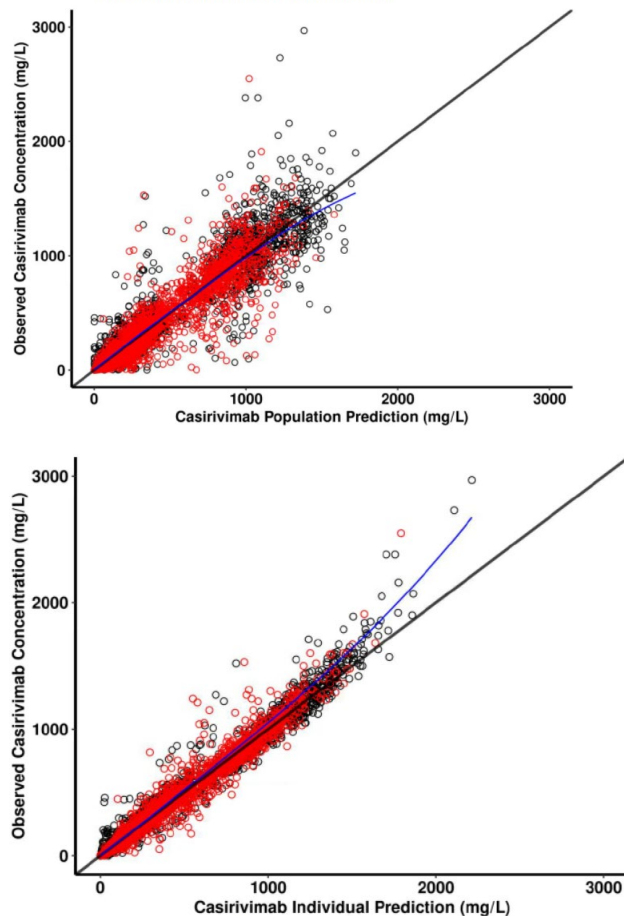 3000
2000
1000
0
Observed Casirivimab Concentration (mg/L)
0 1000 2000 3000
Casirivimab Population Prediction (mg/L)
3000
2000
1000
0
Observed Casirivimab Concentration (mg/L)
0 1000 2000 3000
Casirivimab Individual Prediction (mg/L)